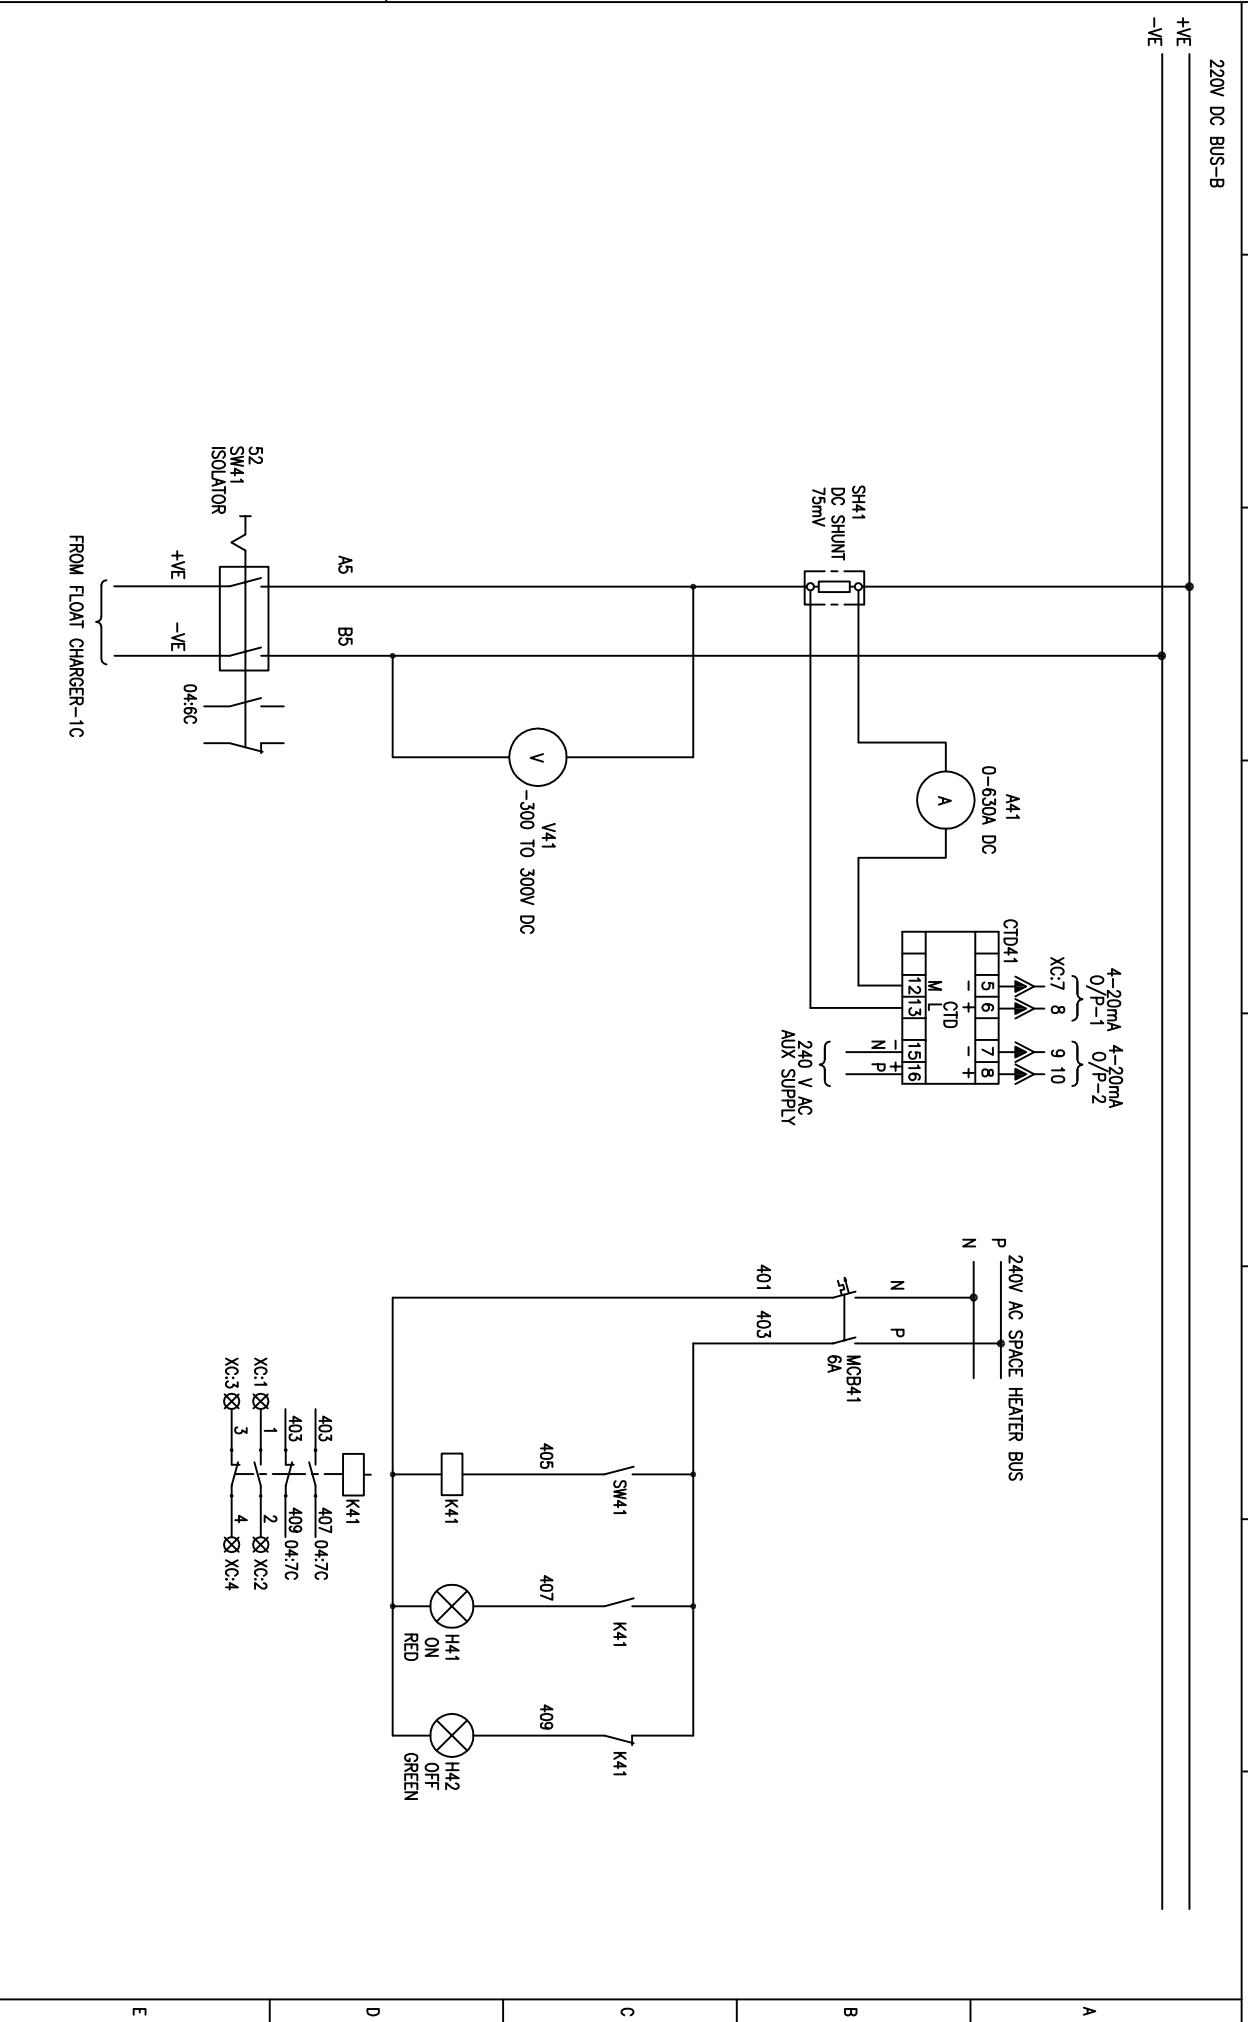 220V DC BUS-B
+VE
-VE
4-20mA
O/P-1
4-20mA
O/P-2
XC:7
8
9
10
CTD41
5
6
7
8
-
+
-
+
CTD
M
L
12
13
15
16
-
+
N
P
240 V AC
AUX SUPPLY
A41
0-630A DC
A
SH41
DC SHUNT
75mV
V
V41
-300 TO 300V DC
A5
B5
52
SW41
ISOLATOR
+VE
-VE
04:6C
FROM FLOAT CHARGER-1C
240V AC SPACE HEATER BUS
P
N
N
P
MCB41
6A
401
403
SW41
K41
K41
405
407
409
K41
H41
ON
RED
H42
OFF
GREEN
K41
403
407
04:7C
403
409
04:7C
XC:1
1
2
XC:2
XC:3
3
4
XC:4
A
B
C
D
E